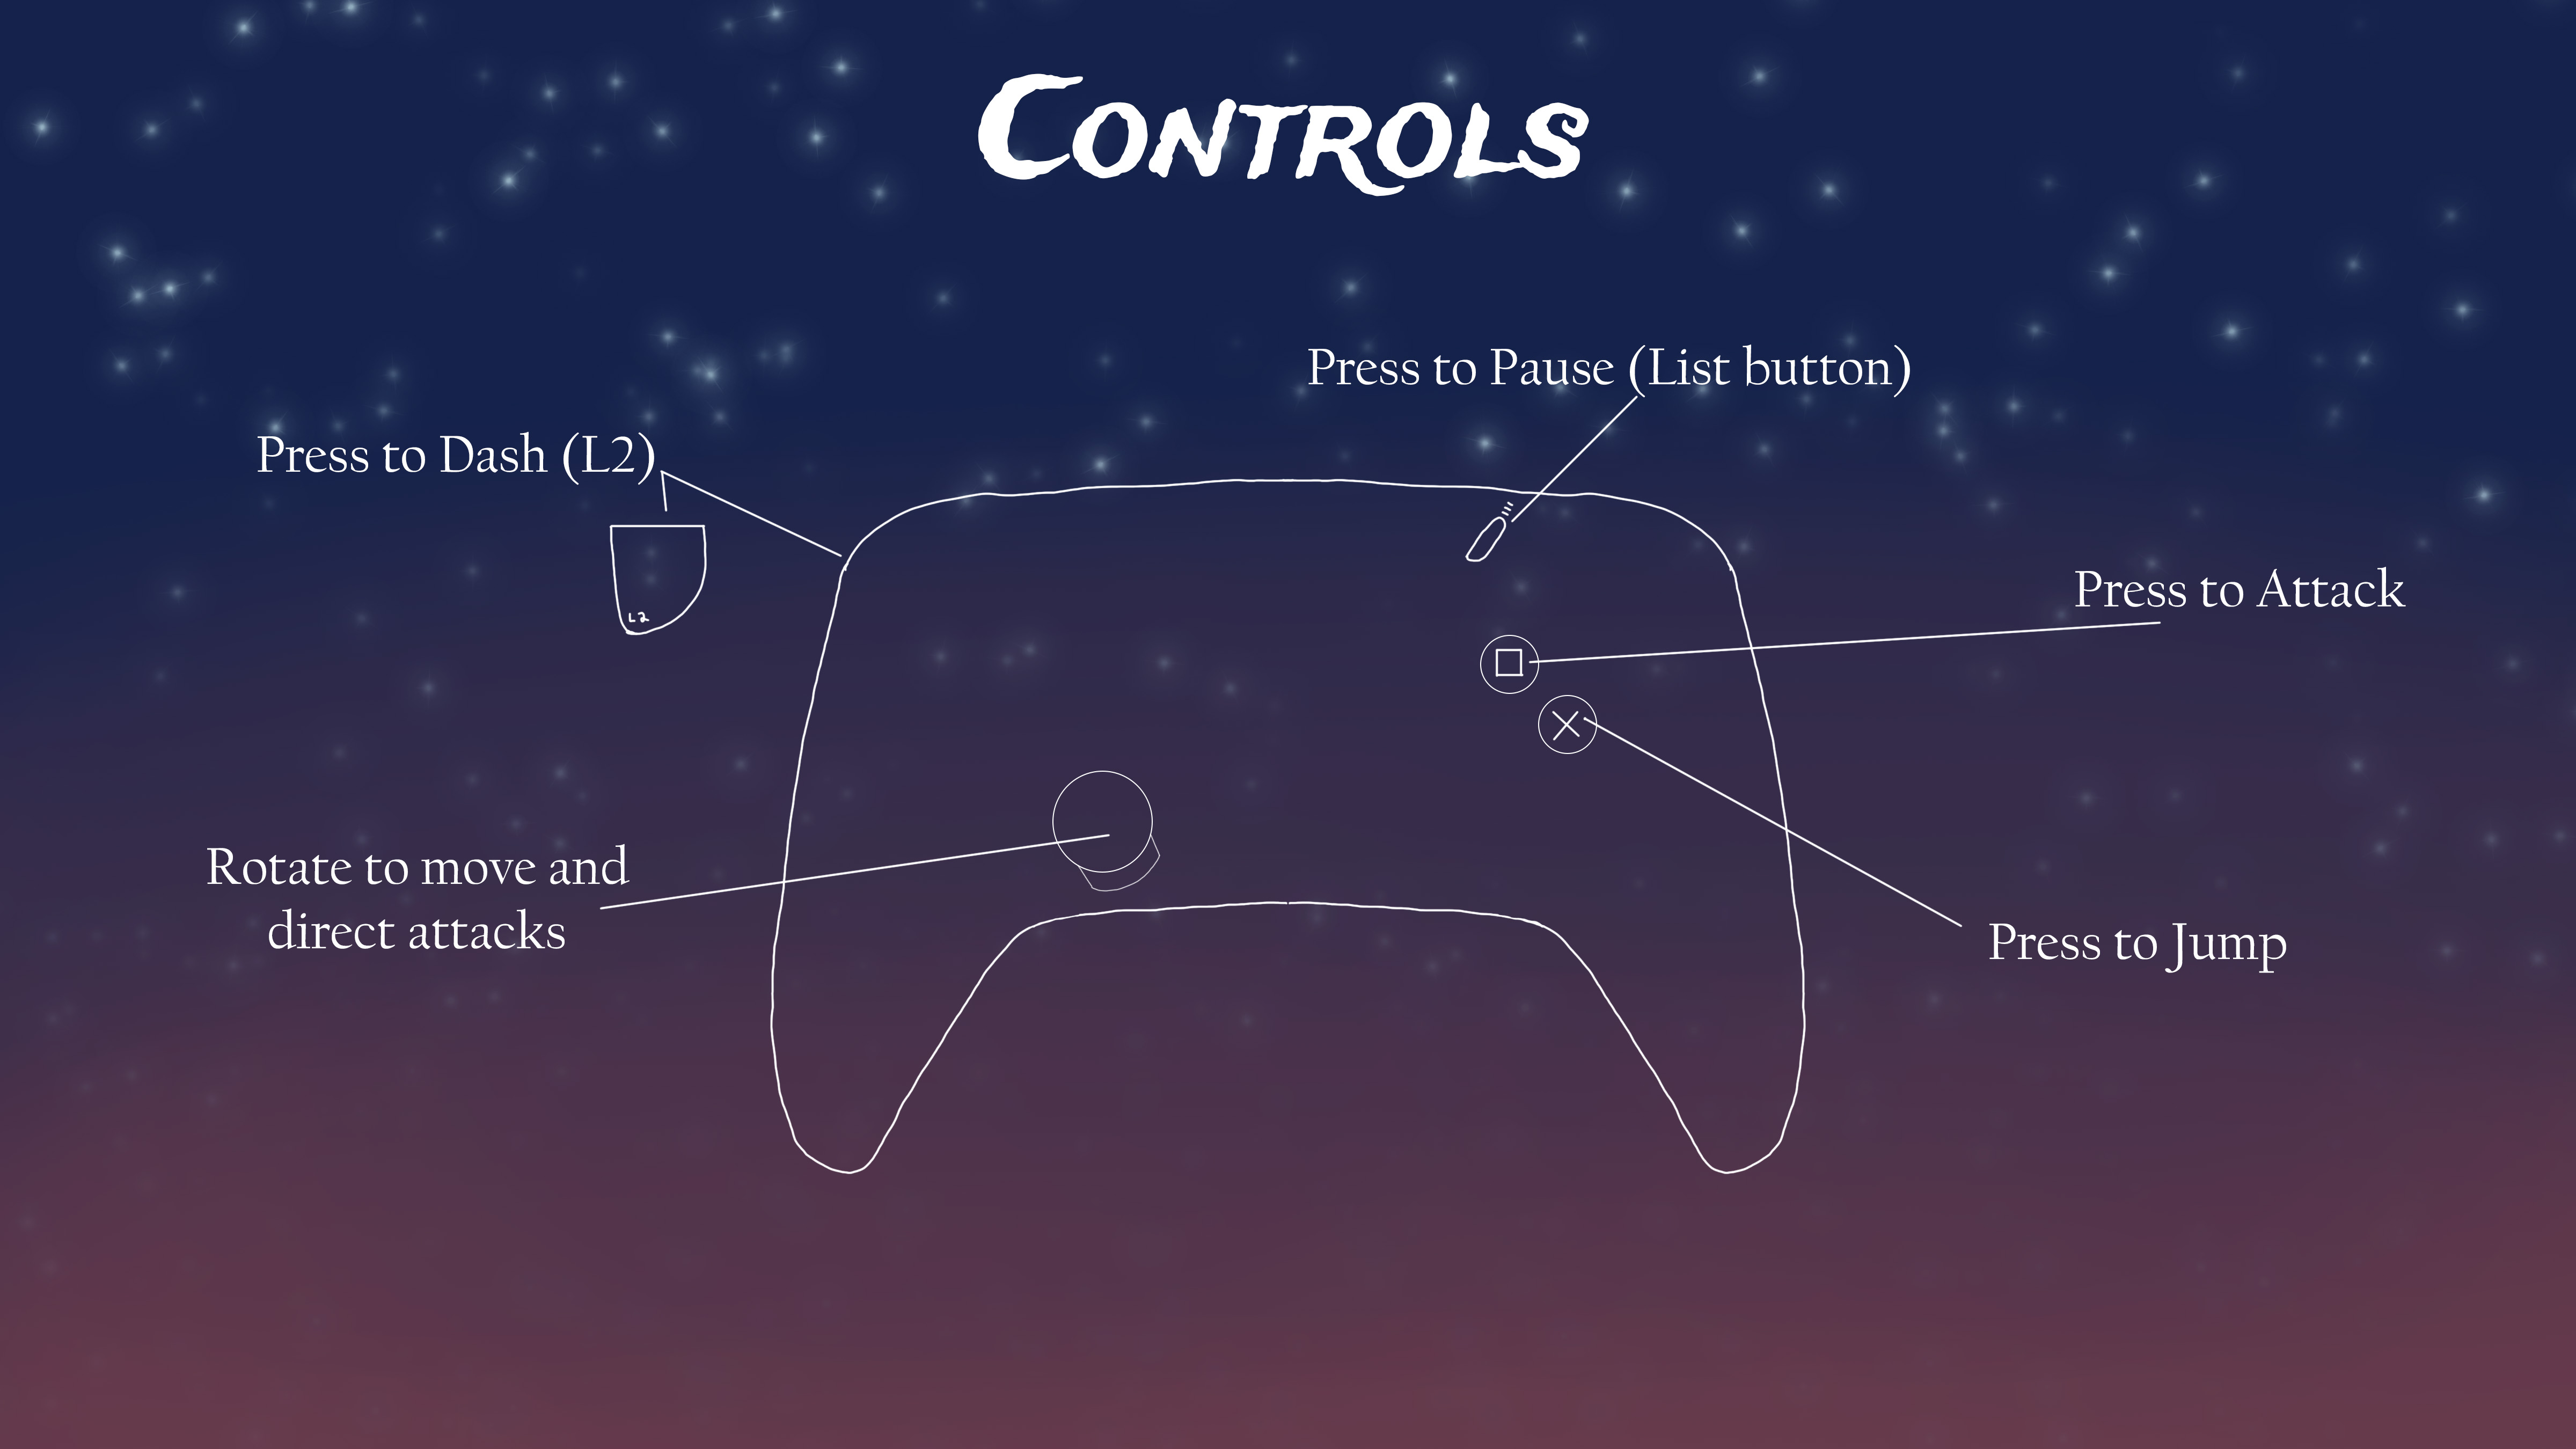 Controls
Press to Pause (List button)
Press to Dash (L2)
L2
Press to Attack
Rotate to move and
direct attacks
Press to Jump